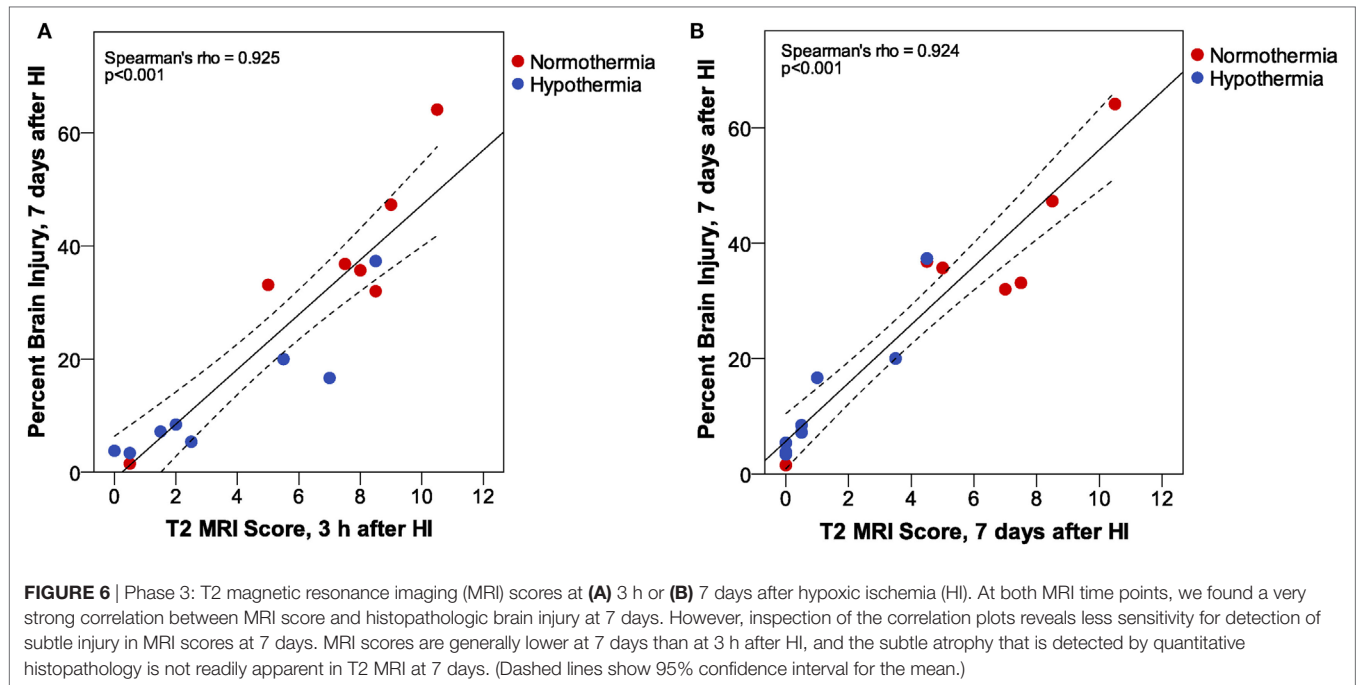 A
Spearman's rho = 0.925
p<0.001
Normothermia
Hypothermia
Percent Brain Injury, 7 days after HI
60
40
20
0
0 2 4 6 8 10 12
T2 MRI Score, 3 h after HI
B
Spearman's rho = 0.924
p<0.001
Normothermia
Hypothermia
Percent Brain Injury, 7 days after HI
60
40
20
0
0 2 4 6 8 10 12
T2 MRI Score, 7 days after HI
FIGURE 6 | Phase 3: T2 magnetic resonance imaging (MRI) scores at (A) 3 h or (B) 7 days after hypoxic ischemia (HI). At both MRI time points, we found a very
strong correlation between MRI score and histopathologic brain injury at 7 days. However, inspection of the correlation plots reveals less sensitivity for detection of
subtle injury in MRI scores at 7 days. MRI scores are generally lower at 7 days than at 3 h after HI, and the subtle atrophy that is detected by quantitative
histopathology is not readily apparent in T2 MRI at 7 days. (Dashed lines show 95% confidence interval for the mean.)